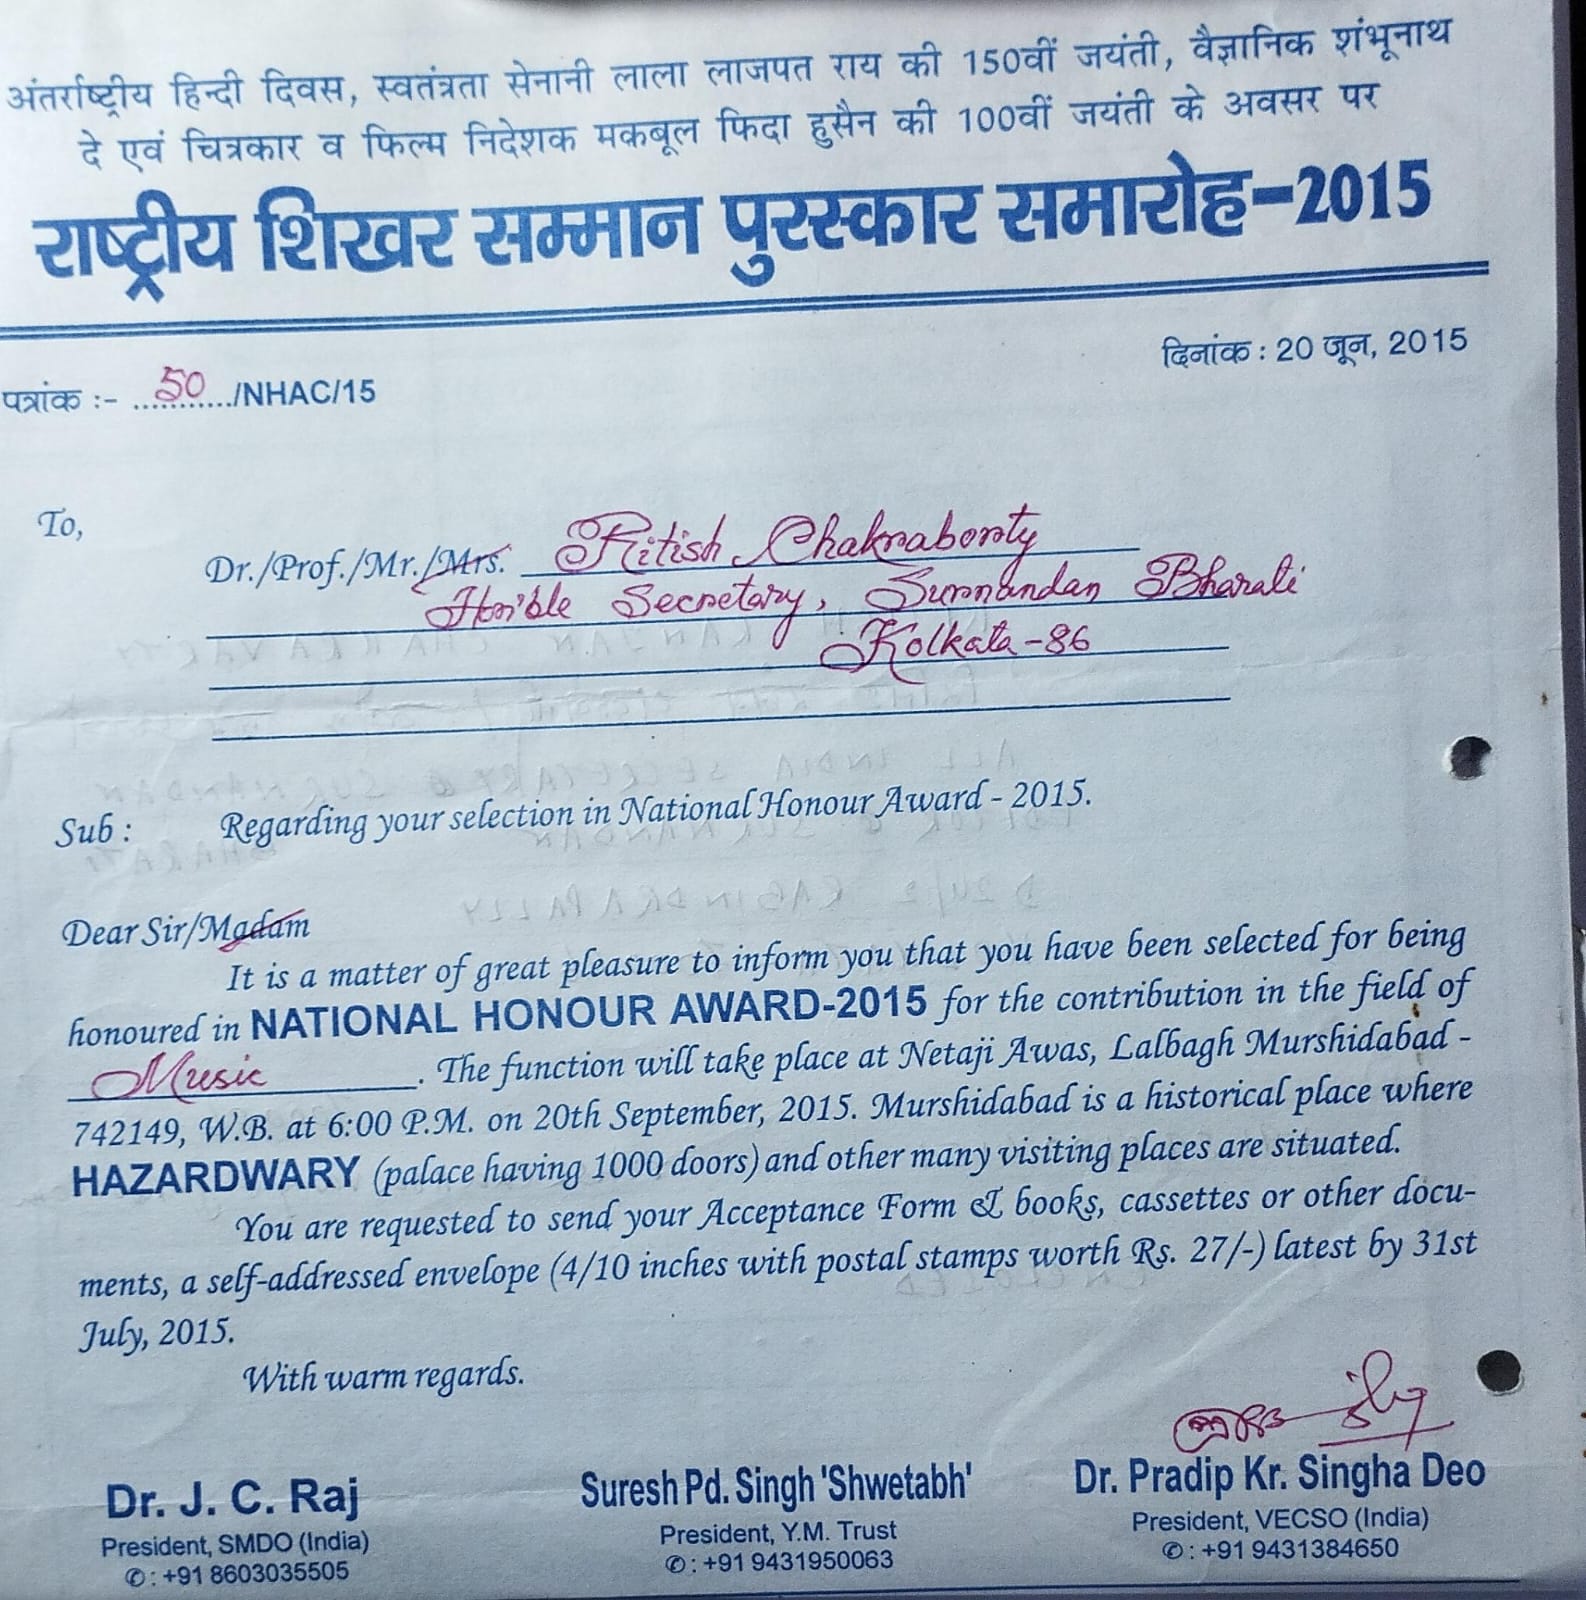 अंतर्राष्ट्रीय हिन्दी दिवस, स्वतंत्रता सेनानी लाला लाजपत राय की 150वीं जयंती, वैज्ञानिक शंभूनाथ
दे एवं चित्रकार व फिल्म निदेशक मकबूल फिदा हुसैन की 100वीं जयंती के अवसर पर
राष्ट्रीय शिखर सम्मान पुरस्कार समारोह-2015
दिनांक : 20 जून, 2015
पत्रांक :- ...50.../NHAC/15
To,
Dr./Prof./Mr./Mrs. Ritish Chakraborty
Hon'ble Secretary, Surnandan Bharati
Kolkata-86
Sub : Regarding your selection in National Honour Award - 2015.
Dear Sir/Madam
It is a matter of great pleasure to inform you that you have been selected for being
honoured in NATIONAL HONOUR AWARD-2015 for the contribution in the field of
Music. The function will take place at Netaji Awas, Lalbagh Murshidabad -
742149, W.B. at 6:00 P.M. on 20th September, 2015. Murshidabad is a historical place where
HAZARDWARY (palace having 1000 doors) and other many visiting places are situated.
You are requested to send your Acceptance Form & books, cassettes or other docu-
ments, a self-addressed envelope (4/10 inches with postal stamps worth Rs. 27/-) latest by 31st
July, 2015.
With warm regards.
Dr. J. C. Raj
President, SMDO (India)
✆: +91 8603035505
Suresh Pd. Singh 'Shwetabh'
President, Y.M. Trust
✆: +91 9431950063
Dr. Pradip Kr. Singha Deo
President, VECSO (India)
✆: +91 9431384650